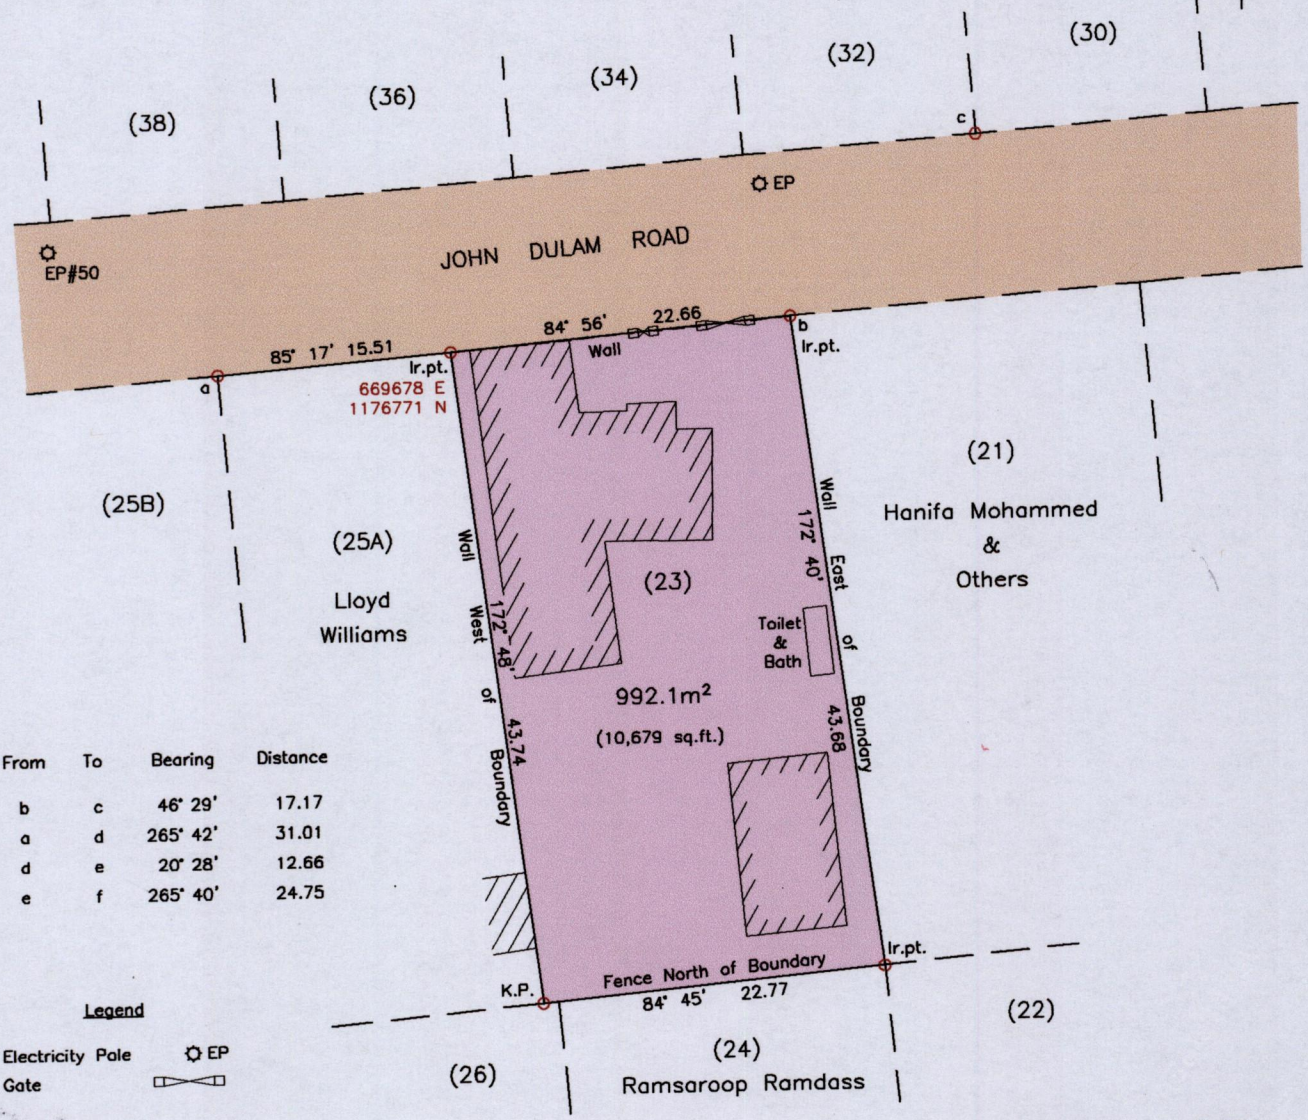 (30)
(32)
(34)
(36)
(38)
c
EP
JOHN DULAM ROAD
EP#50
84° 56' 22.66
b
Wall
Ir.pt.
85° 17' 15.51
Ir.pt.
a
669678 E
1176771 N
(21)
Hanifa Mohammed
&
Others
(25B)
(25A)
Lloyd
Williams
Wall West of Boundary
172° 48' 43.74
(23)
Wall East of Boundary
172° 40' 43.68
Toilet
&
Bath
992.1m²
(10,679 sq.ft.)
From To Bearing Distance
b c 46° 29' 17.17
a d 265° 42' 31.01
d e 20° 28' 12.66
e f 265° 40' 24.75
Ir.pt.
Fence North of Boundary
K.P.
84° 45' 22.77
Legend
Electricity Pole EP
Gate
(22)
(24)
Ramsaroop Ramdass
(26)